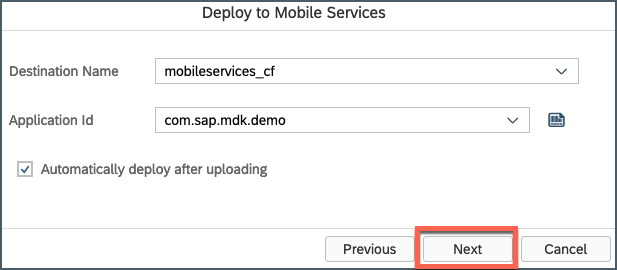 Deploy to Mobile Services
Destination Name mobileservices_cf
Application Id com.sap.mdk.demo
Automatically deploy after uploading
Previous Next Cancel